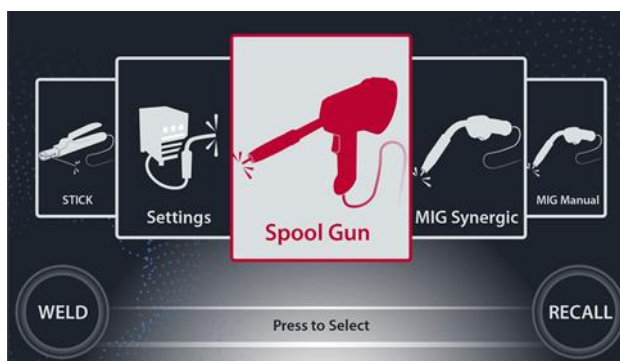 STICK
Settings
Spool Gun
MIG Synergic
MIG Manual
WELD
Press to Select
RECALL